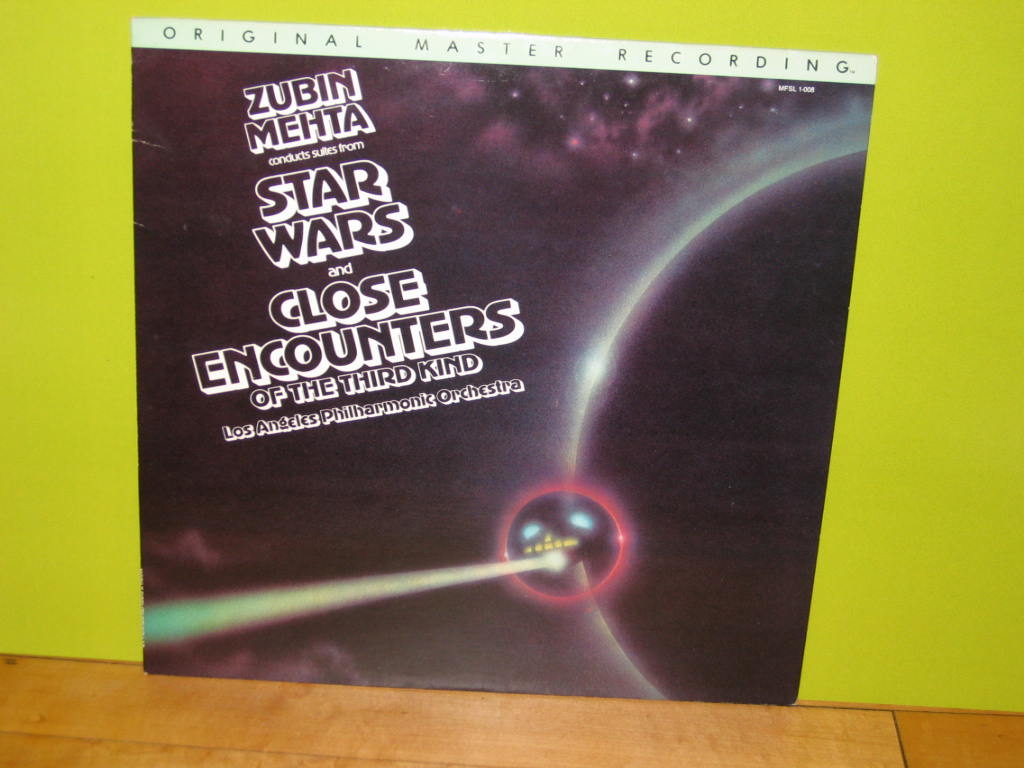 ORIGINAL MASTER RECORDING™
MFSL 1-008
ZUBIN
MEHTA
conducts suites from
STAR
WARS
and
CLOSE
ENCOUNTERS
OF THE THIRD KIND
Los Angeles Philharmonic Orchestra